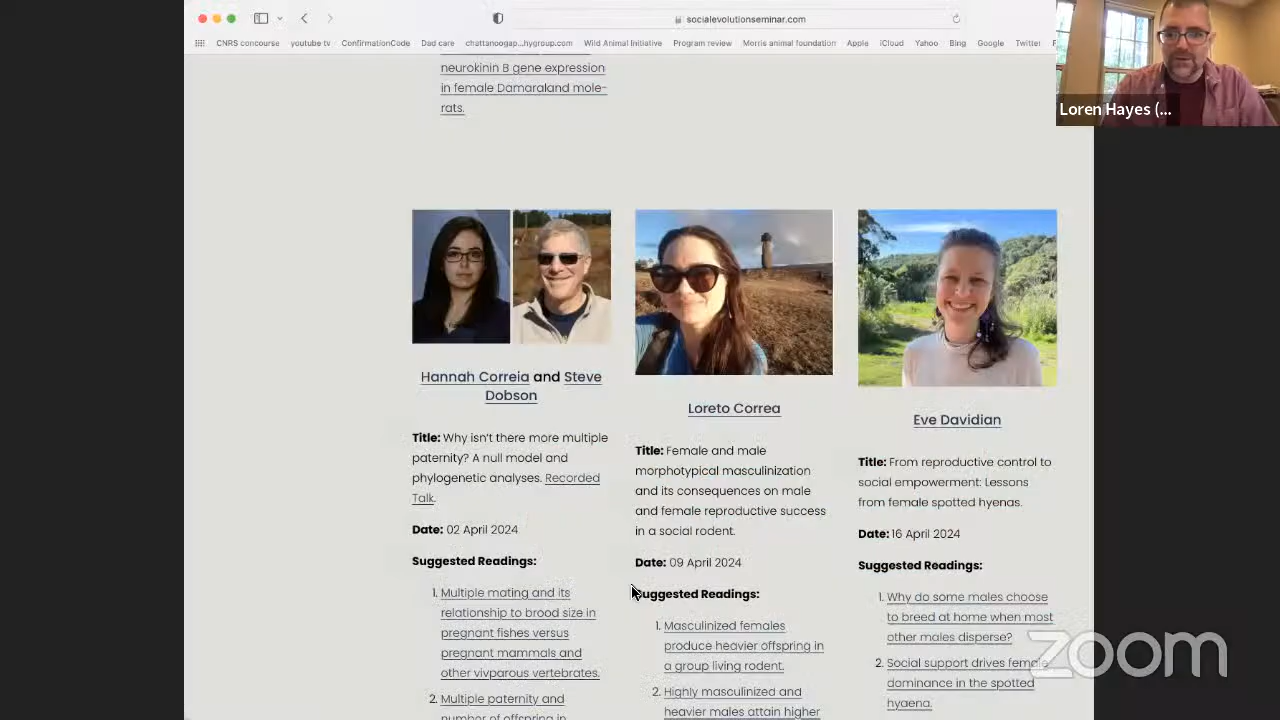 socialevolutionseminar.com
CNRS concourse
youtube tv
ConfirmationCode
Dad care
chattanoogap...hygroup.com
Wild Animal Initiative
Program review
Morris animal foundation
Apple
iCloud
Yahoo
Bing
Google
Twitter
Loren Hayes (...
neurokinin B gene expression
in female Damaraland mole-
rats.
Hannah Correia and Steve
Dobson
Title: Why isn't there more multiple
paternity? A null model and
phylogenetic analyses. Recorded
Talk.
Date: 02 April 2024
Suggested Readings:
1. Multiple mating and its
relationship to brood size in
pregnant fishes versus
pregnant mammals and
other vivparous vertebrates.
2. Multiple paternity and
number of offspring in
Loreto Correa
Title: Female and male
morphotypical masculinization
and its consequences on male
and female reproductive success
in a social rodent.
Date: 09 April 2024
Suggested Readings:
1. Masculinized females
produce heavier offspring in
a group living rodent.
2. Highly masculinized and
heavier males attain higher
Eve Davidian
Title: From reproductive control to
social empowerment: Lessons
from female spotted hyenas.
Date: 16 April 2024
Suggested Readings:
1. Why do some males choose
to breed at home when most
other males disperse?
2. Social support drives female
dominance in the spotted
hyaena.
zoom